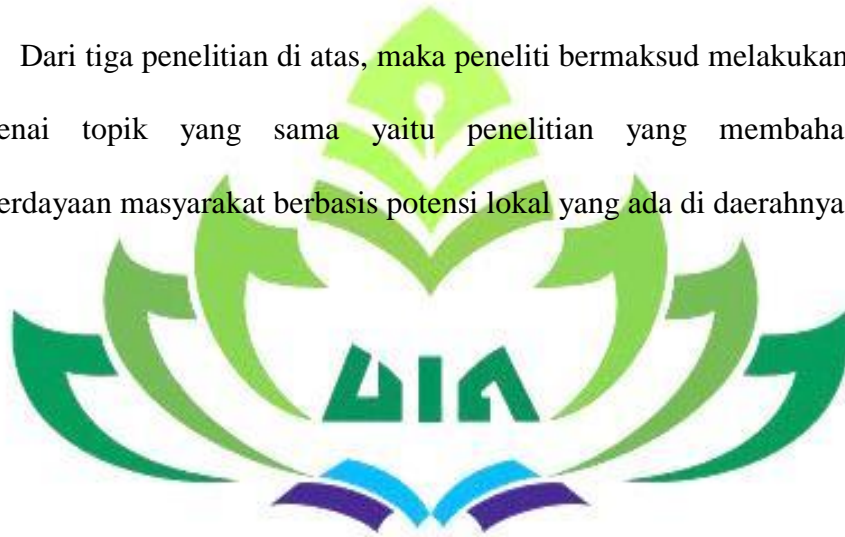 Dari tiga penelitian di atas, maka peneliti bermaksud melakukan
enai topik yang sama yaitu penelitian yang membaha
erdayaan masyarakat berbasis potensi lokal yang ada di daerahnya
UIN